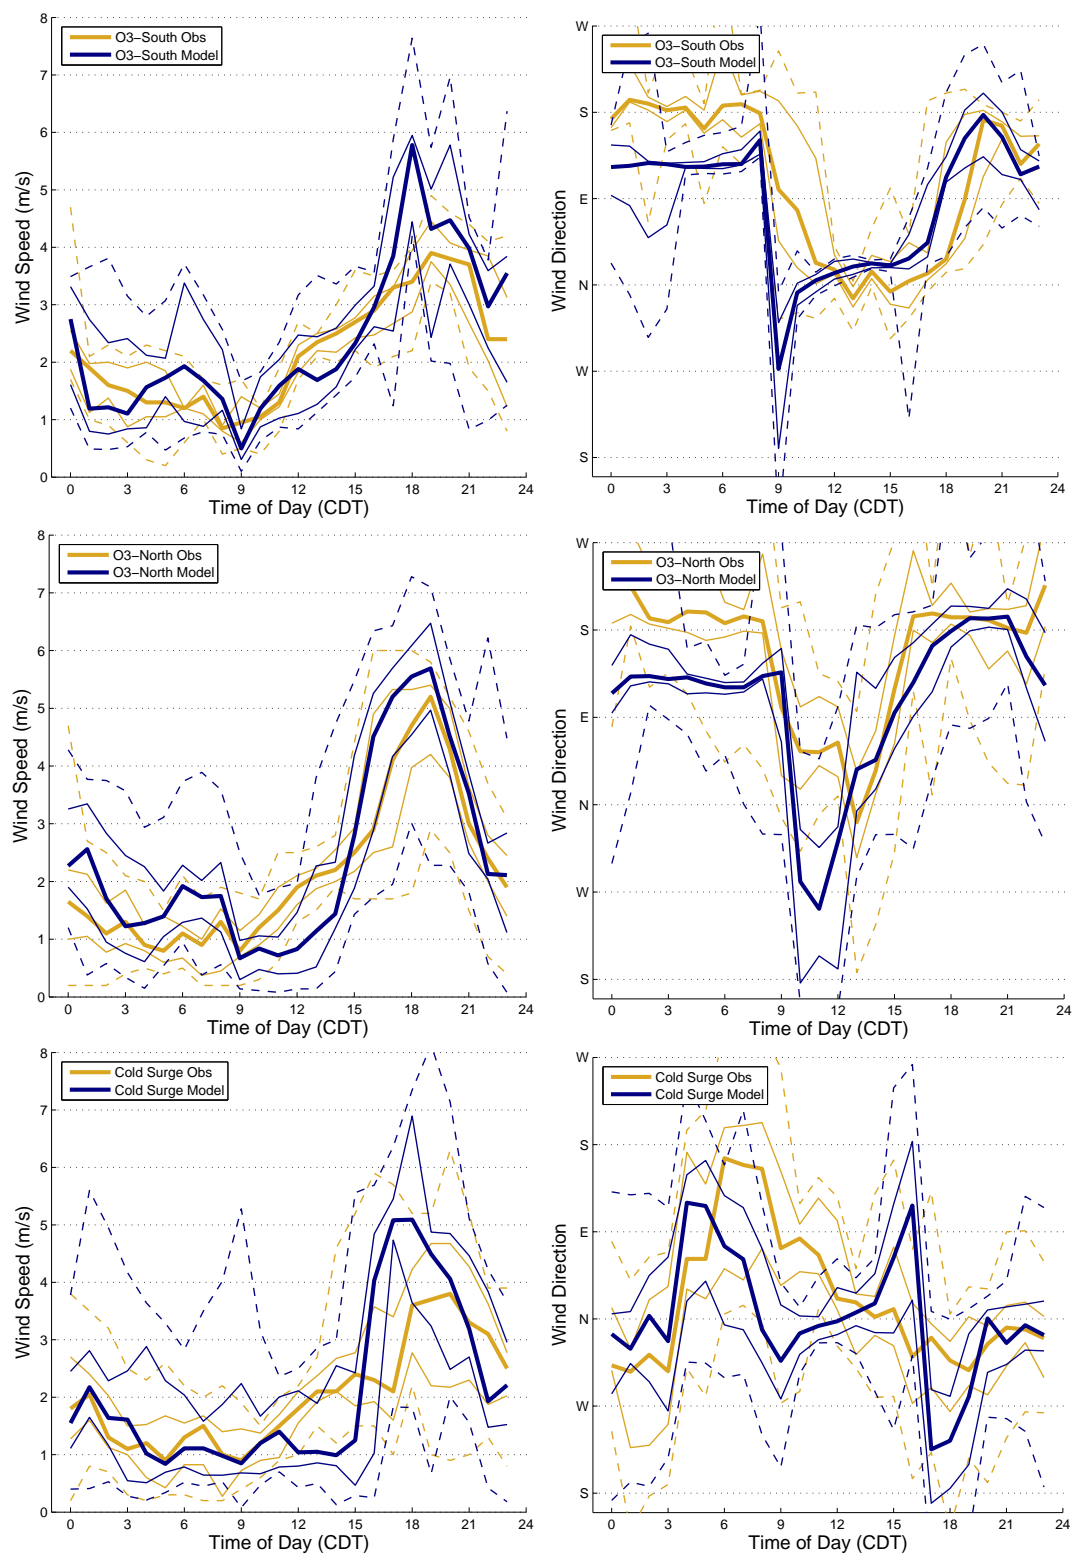 8
7
6
5
4
3
2
1
0
Wind Speed (m/s)
O3−South Obs
O3−South Model
0 3 6 9 12 15 18 21 24
Time of Day (CDT)
W
S
E
N
W
S
Wind Direction
O3−South Obs
O3−South Model
0 3 6 9 12 15 18 21 24
Time of Day (CDT)
8
7
6
5
4
3
2
1
0
Wind Speed (m/s)
O3−North Obs
O3−North Model
0 3 6 9 12 15 18 21 24
Time of Day (CDT)
W
S
E
N
W
S
Wind Direction
O3−North Obs
O3−North Model
0 3 6 9 12 15 18 21 24
Time of Day (CDT)
8
7
6
5
4
3
2
1
0
Wind Speed (m/s)
Cold Surge Obs
Cold Surge Model
0 3 6 9 12 15 18 21 24
Time of Day (CDT)
W
S
E
N
W
S
Wind Direction
Cold Surge Obs
Cold Surge Model
0 3 6 9 12 15 18 21 24
Time of Day (CDT)